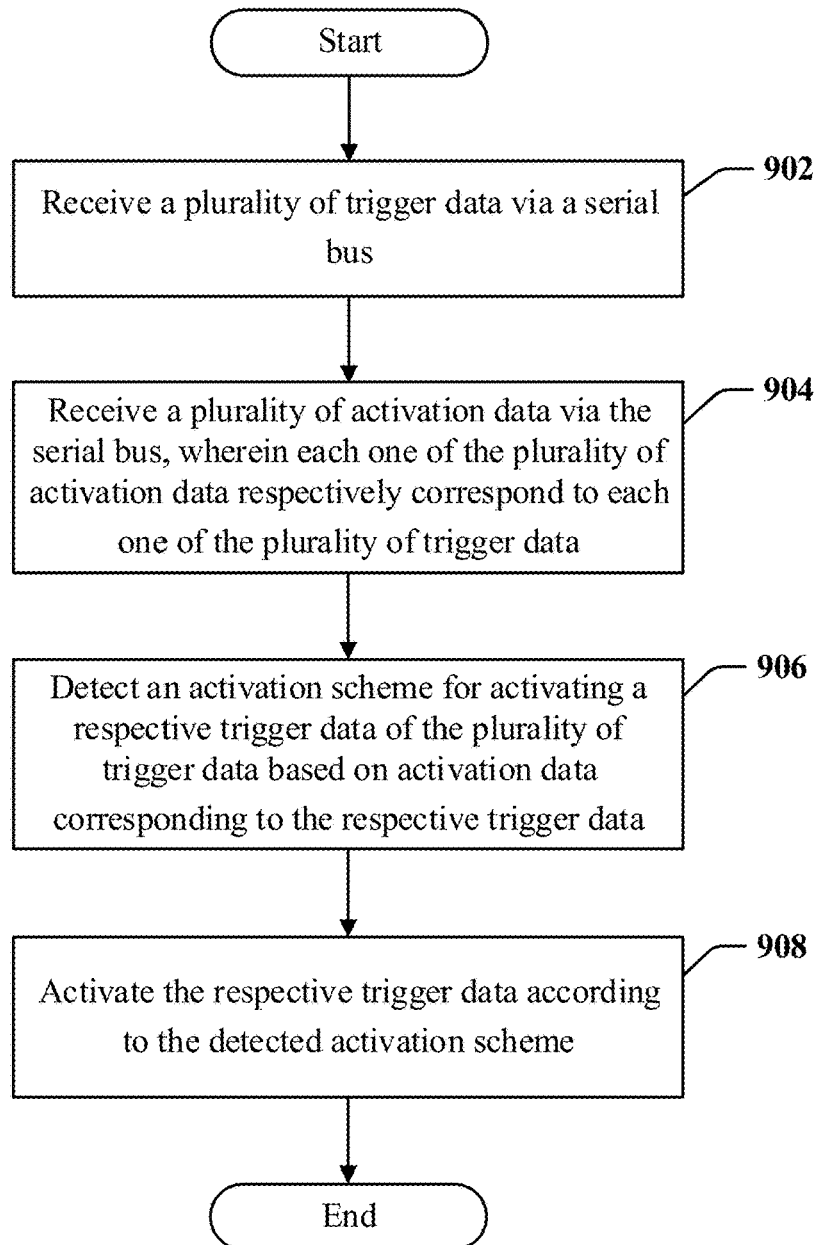 Start
902
Receive a plurality of trigger data via a serial
bus
904
Receive a plurality of activation data via the
serial bus, wherein each one of the plurality of
activation data respectively correspond to each
one of the plurality of trigger data
906
Detect an activation scheme for activating a
respective trigger data of the plurality of
trigger data based on activation data
corresponding to the respective trigger data
908
Activate the respective trigger data according
to the detected activation scheme
End